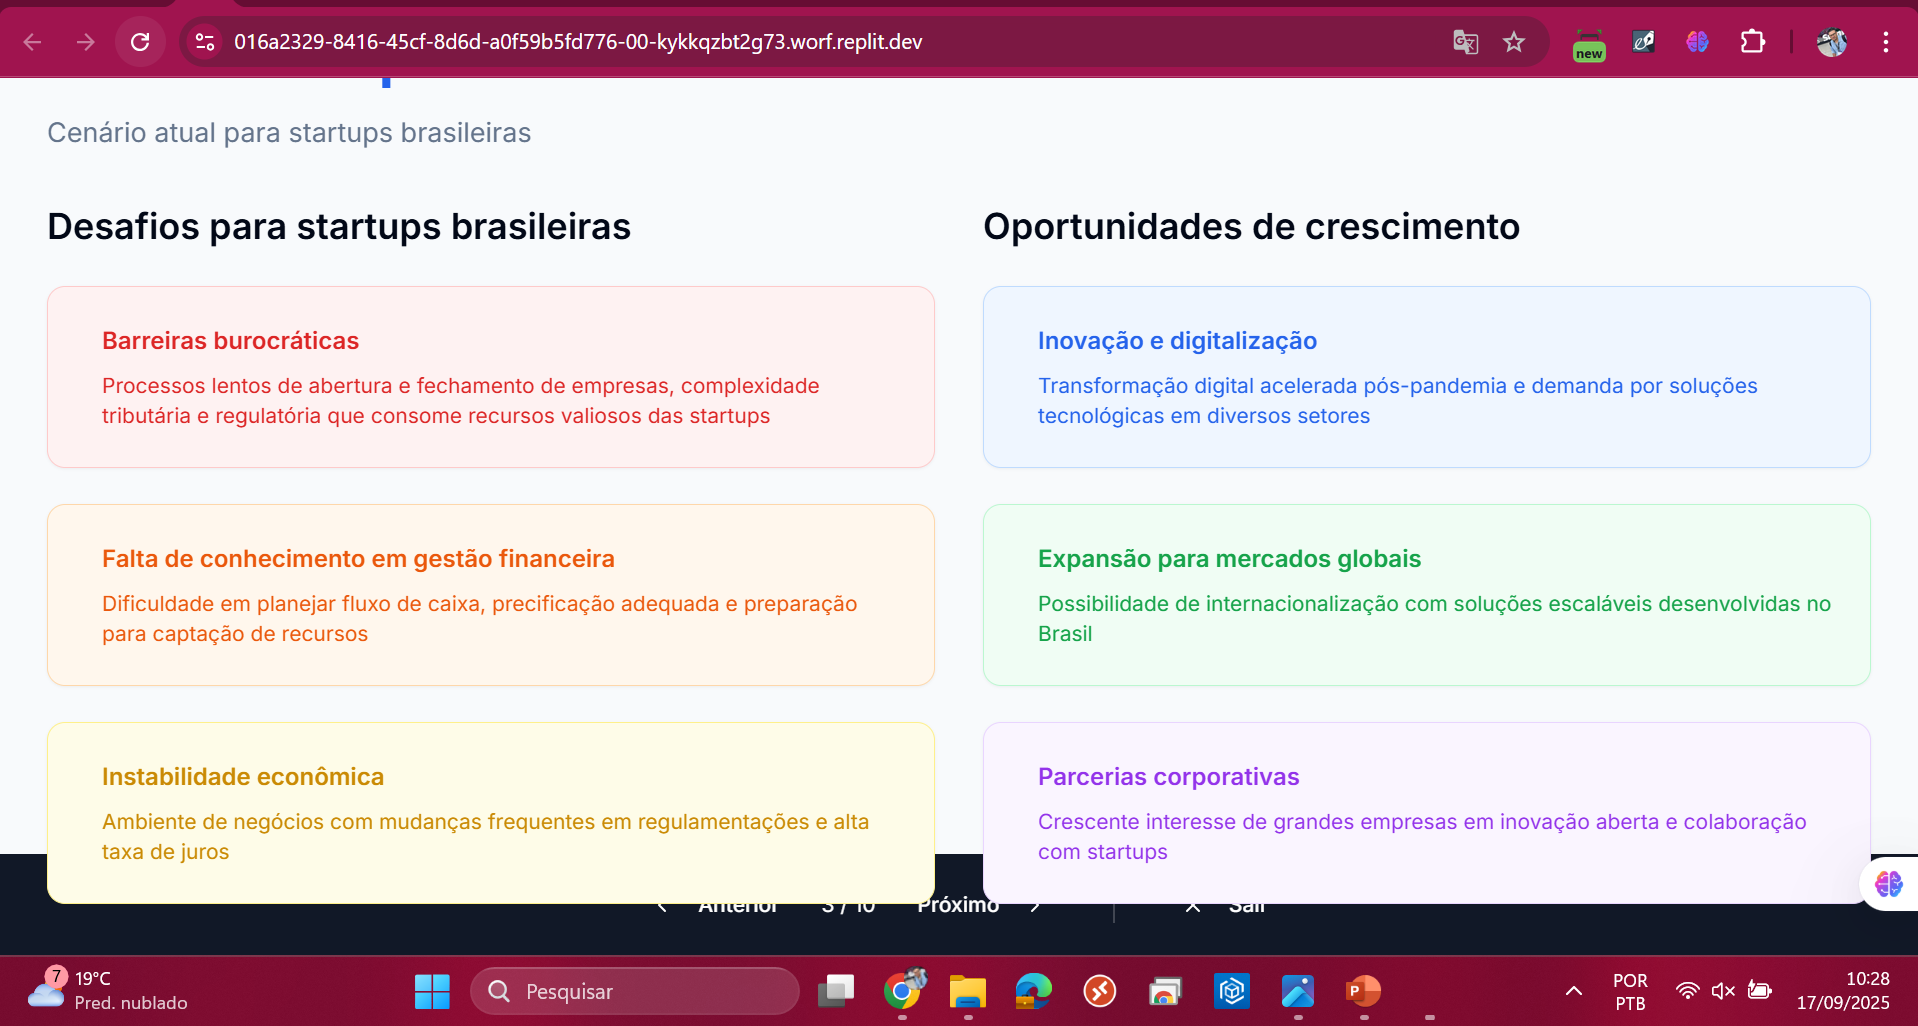 016a2329-8416-45cf-8d6d-a0f59b5fd776-00-kykkqzbt2g73.worf.replit.dev
new
Cenário atual para startups brasileiras
Desafios para startups brasileiras
Barreiras burocráticas
Processos lentos de abertura e fechamento de empresas, complexidade
tributária e regulatória que consome recursos valiosos das startups
Falta de conhecimento em gestão financeira
Dificuldade em planejar fluxo de caixa, precificação adequada e preparação
para captação de recursos
Instabilidade econômica
Ambiente de negócios com mudanças frequentes em regulamentações e alta
taxa de juros
Oportunidades de crescimento
Inovação e digitalização
Transformação digital acelerada pós-pandemia e demanda por soluções
tecnológicas em diversos setores
Expansão para mercados globais
Possibilidade de internacionalização com soluções escaláveis desenvolvidas no
Brasil
Parcerias corporativas
Crescente interesse de grandes empresas em inovação aberta e colaboração
com startups
Anterior 3 / 10 Próximo Sair
7
19°C
Pred. nublado
Pesquisar
P
POR
PTB
10:28
17/09/2025